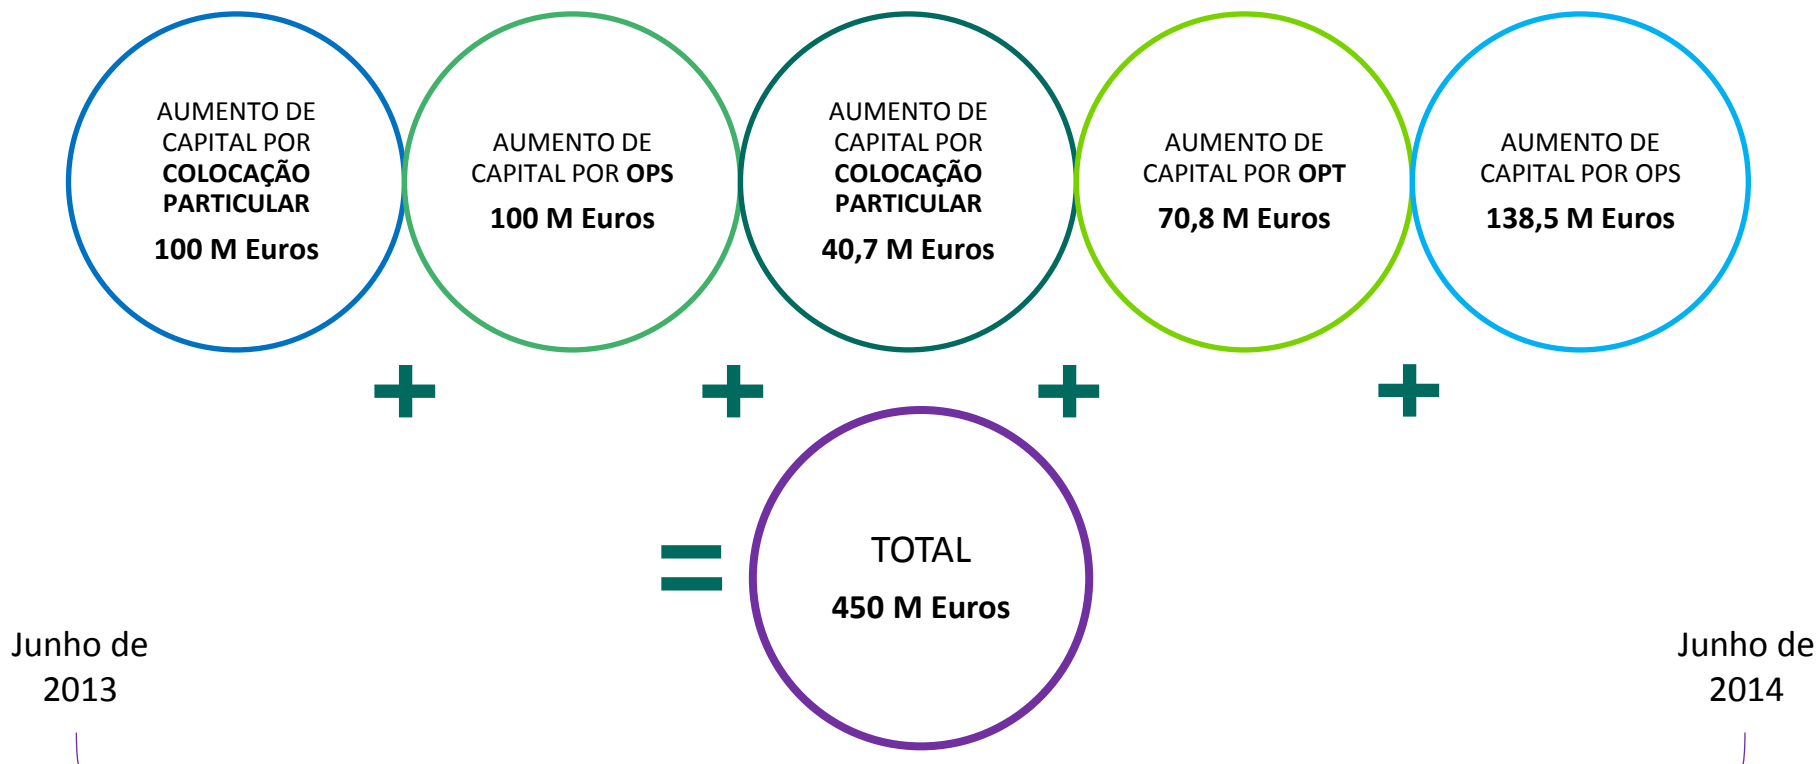 AUMENTO DE
CAPITAL POR
COLOCAÇÃO
PARTICULAR
100 M Euros
AUMENTO DE
CAPITAL POR OPS
100 M Euros
AUMENTO DE
CAPITAL POR
COLOCAÇÃO
PARTICULAR
40,7 M Euros
AUMENTO DE
CAPITAL POR OPT
70,8 M Euros
AUMENTO DE
CAPITAL POR OPS
138,5 M Euros
+ + + +
=
TOTAL
450 M Euros
Junho de
2013
Junho de
2014